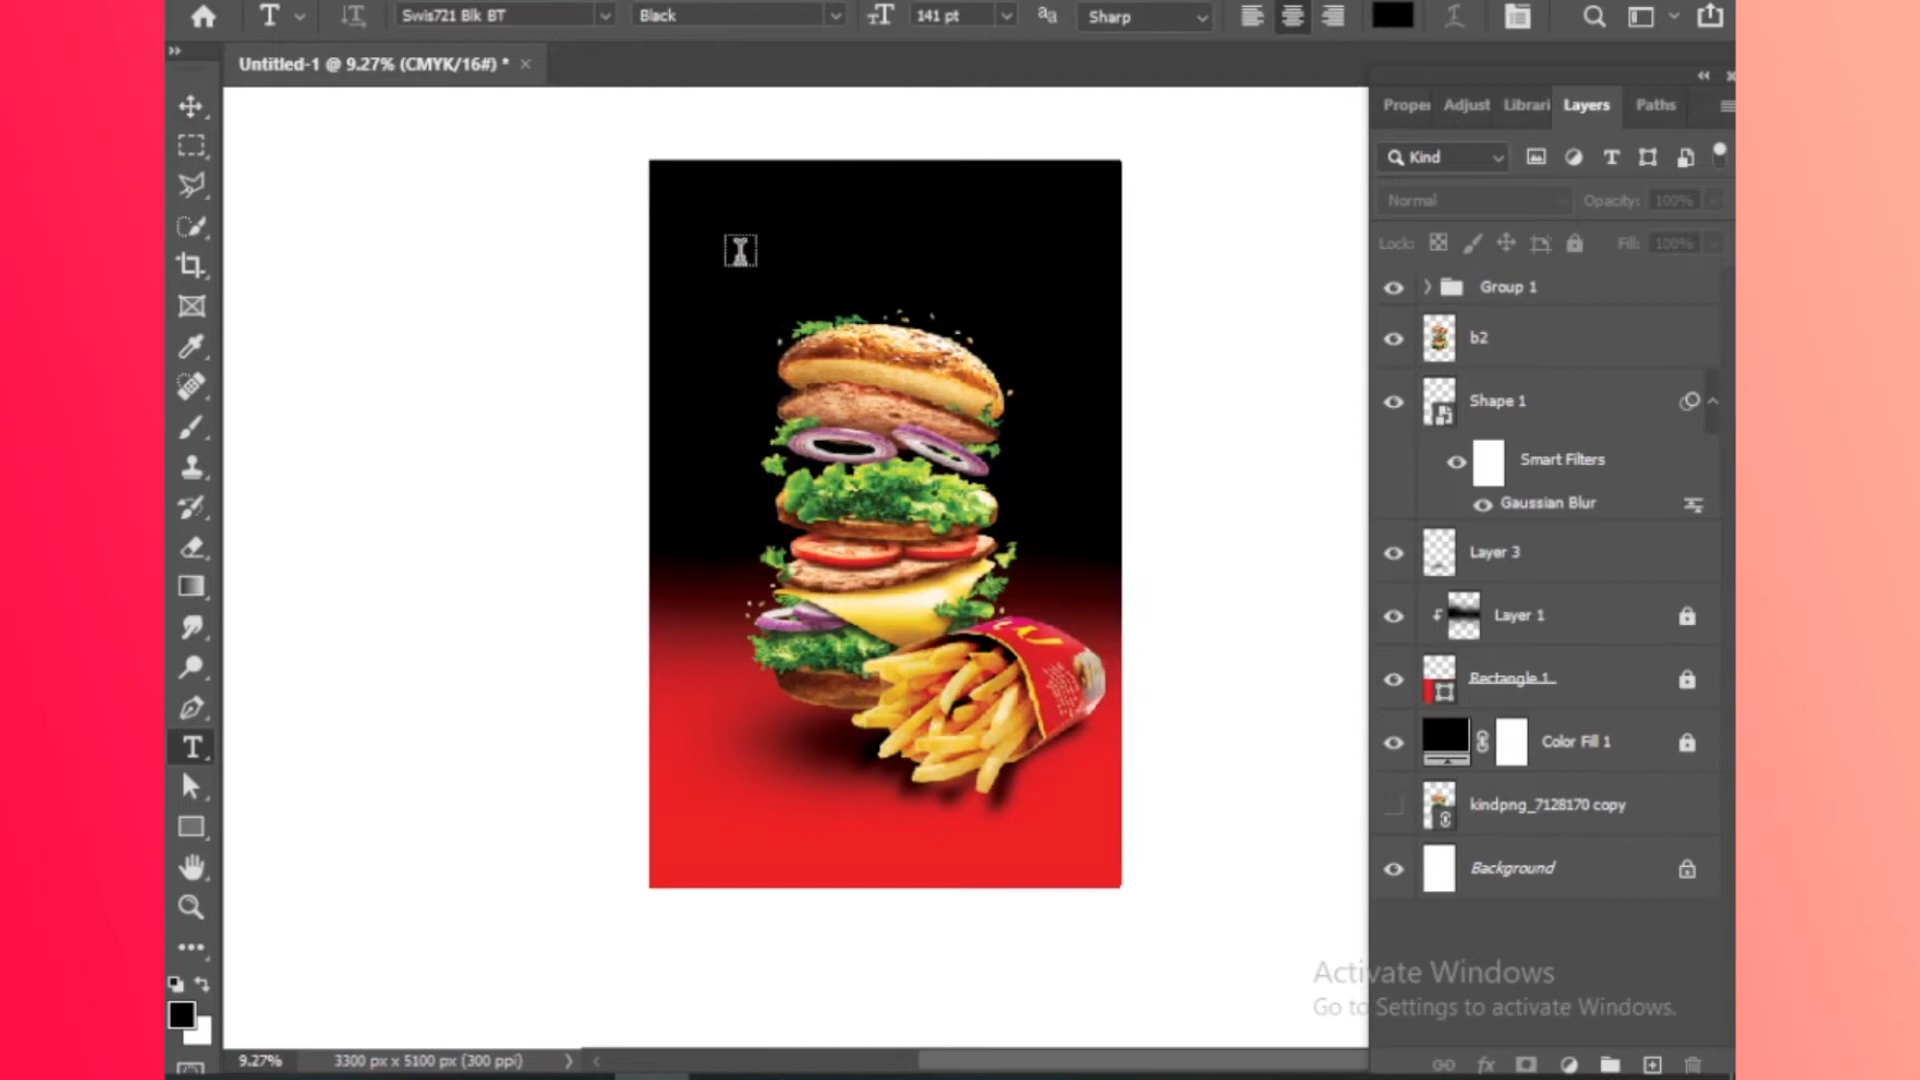 T Swis721 Blk BT Black 141 pt Sharp
Untitled-1 @ 9.27% (CMYK/16#) *
Proper Adjust Librari Layers Paths
Kind
Normal Opacity: 100%
Lock: Fill: 100%
Group 1
b2
Shape 1
Smart Filters
Gaussian Blur
Layer 3
Layer 1
Rectangle 1
Color Fill 1
kindpng_7128170 copy
Background
Activate Windows
Go to Settings to activate Windows.
9.27% 3300 px x 5100 px (300 ppi)
fx